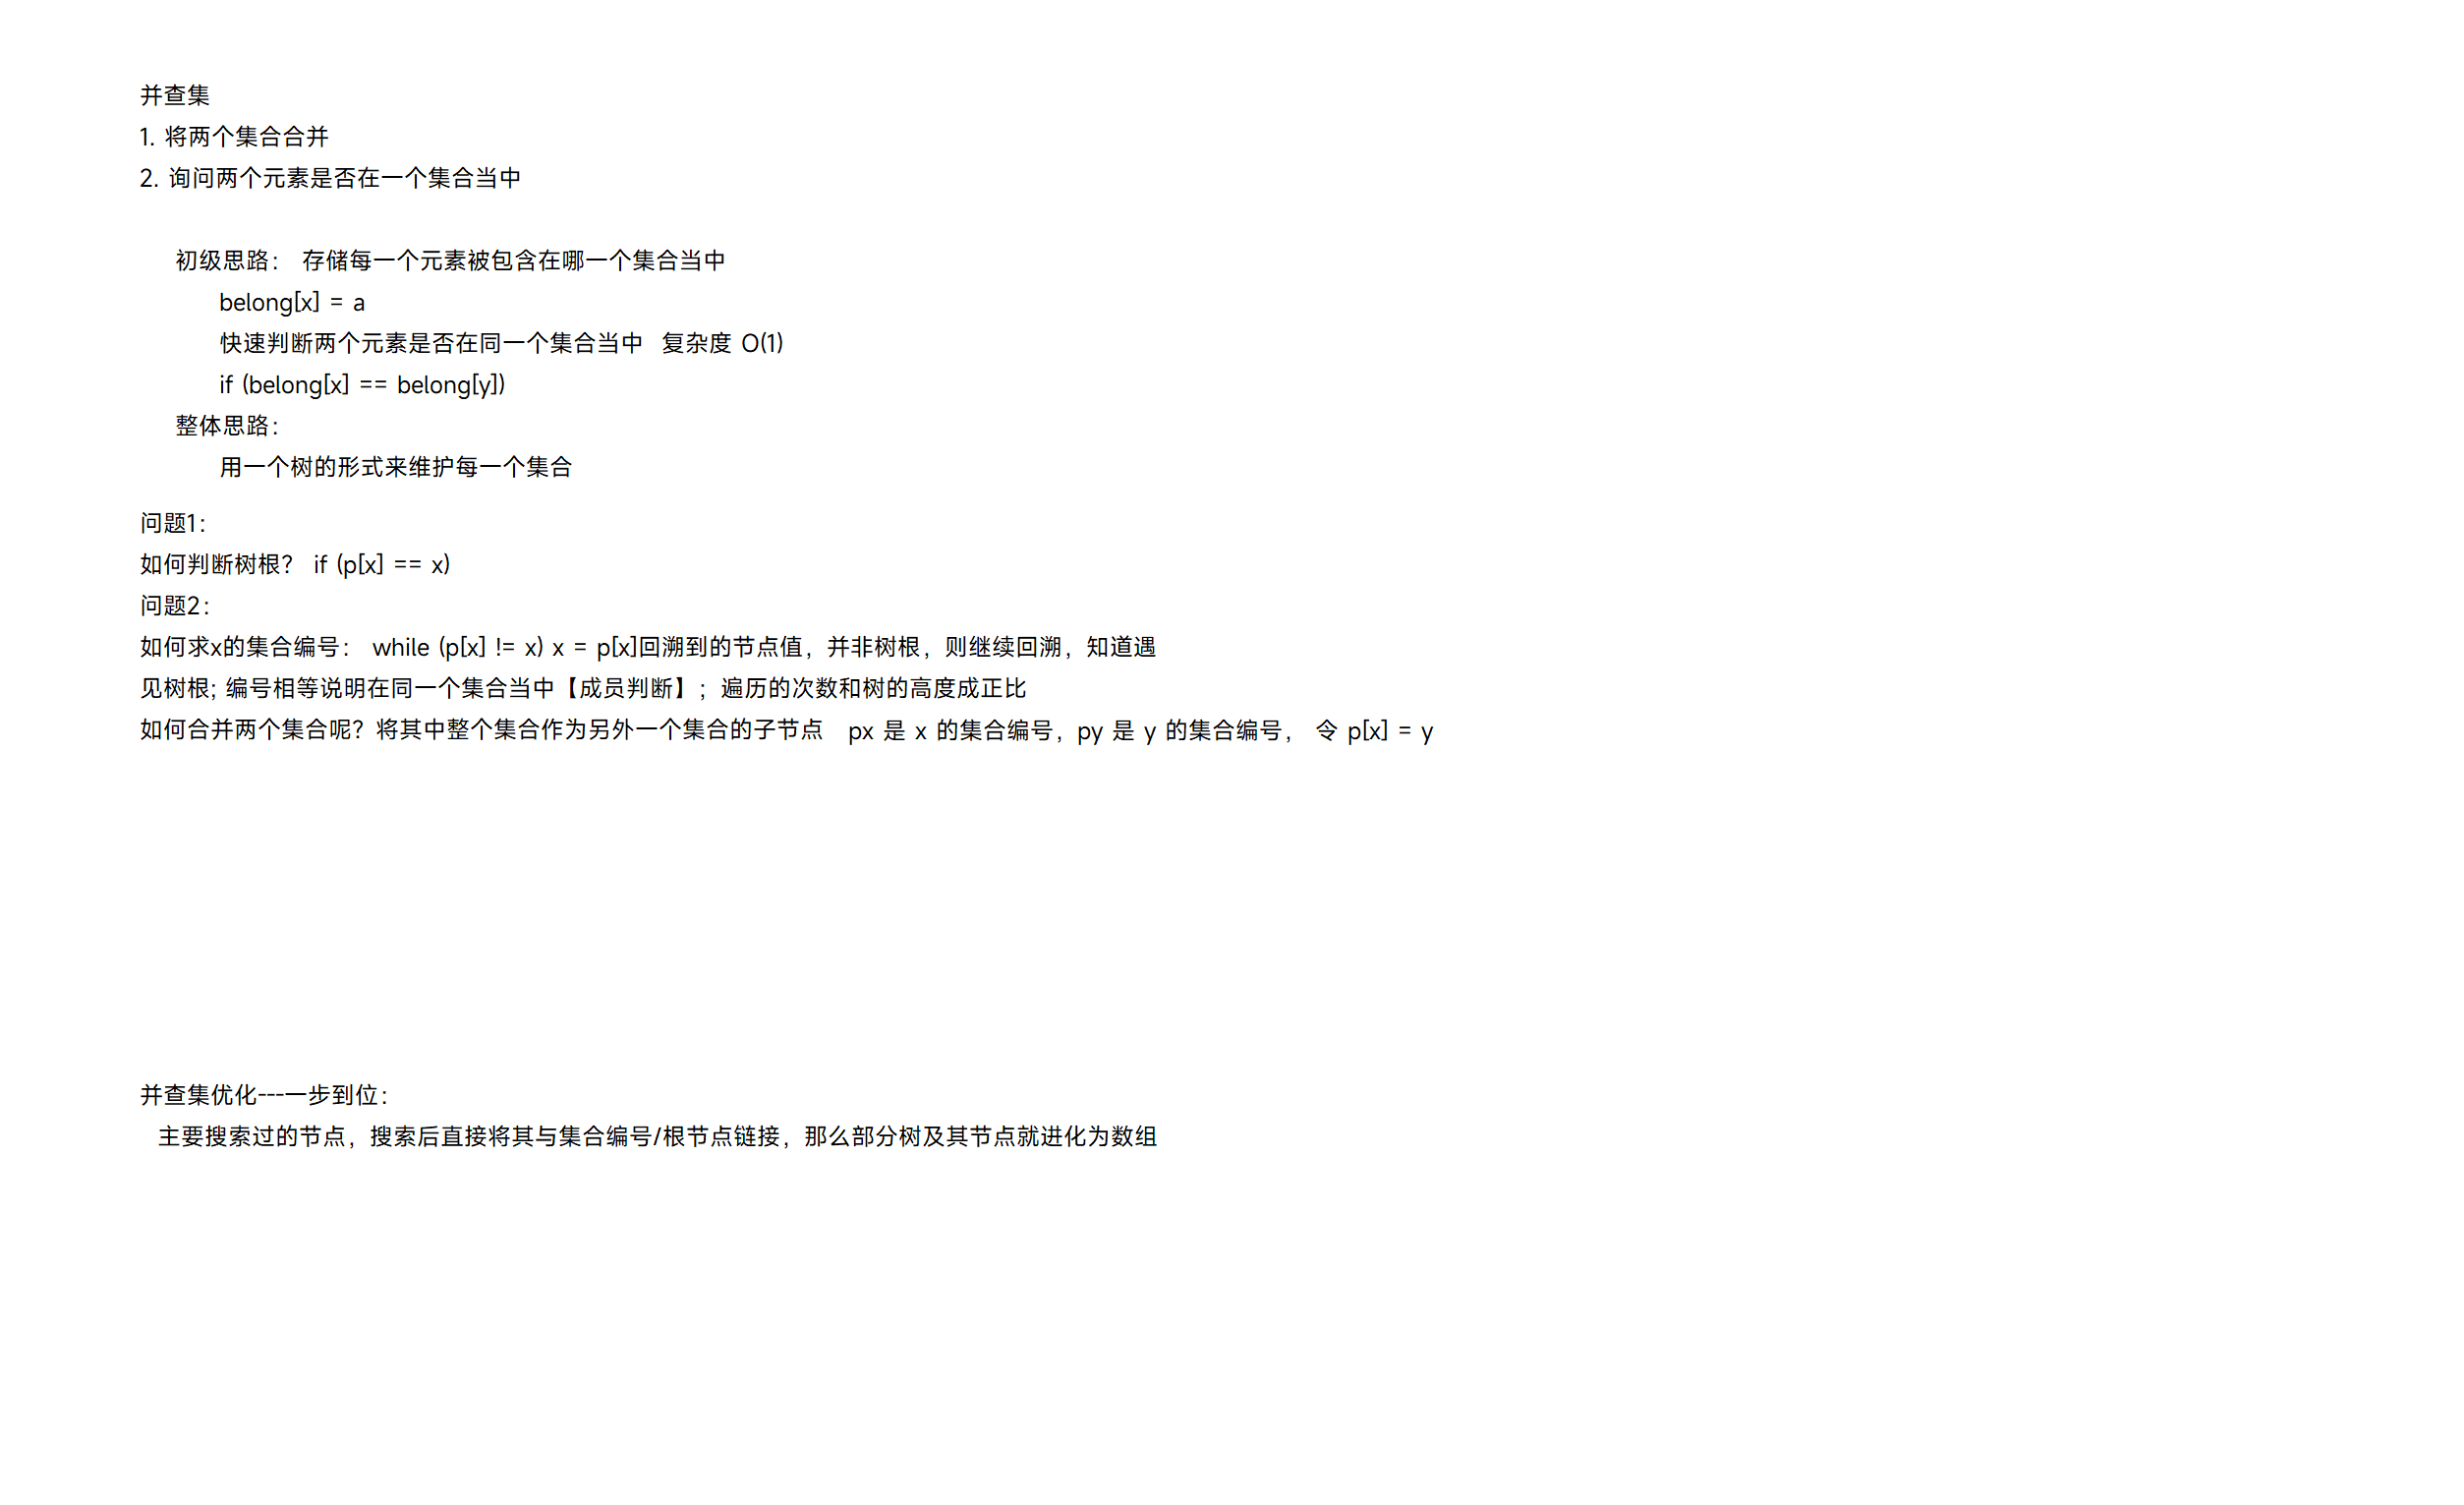 并查集
1. 将两个集合合并
2. 询问两个元素是否在一个集合当中
初级思路： 存储每一个元素被包含在哪一个集合当中
belong[x] = a
快速判断两个元素是否在同一个集合当中 复杂度 O(1)
if (belong[x] == belong[y])
整体思路：
用一个树的形式来维护每一个集合
问题1：
如何判断树根？ if (p[x] == x)
问题2：
如何求x的集合编号： while (p[x] != x) x = p[x]回溯到的节点值，并非树根，则继续回溯，知道遇
见树根; 编号相等说明在同一个集合当中【成员判断】；遍历的次数和树的高度成正比
如何合并两个集合呢？将其中整个集合作为另外一个集合的子节点 px 是 x 的集合编号，py 是 y 的集合编号， 令 p[x] = y
并查集优化---一步到位：
主要搜索过的节点，搜索后直接将其与集合编号/根节点链接，那么部分树及其节点就进化为数组